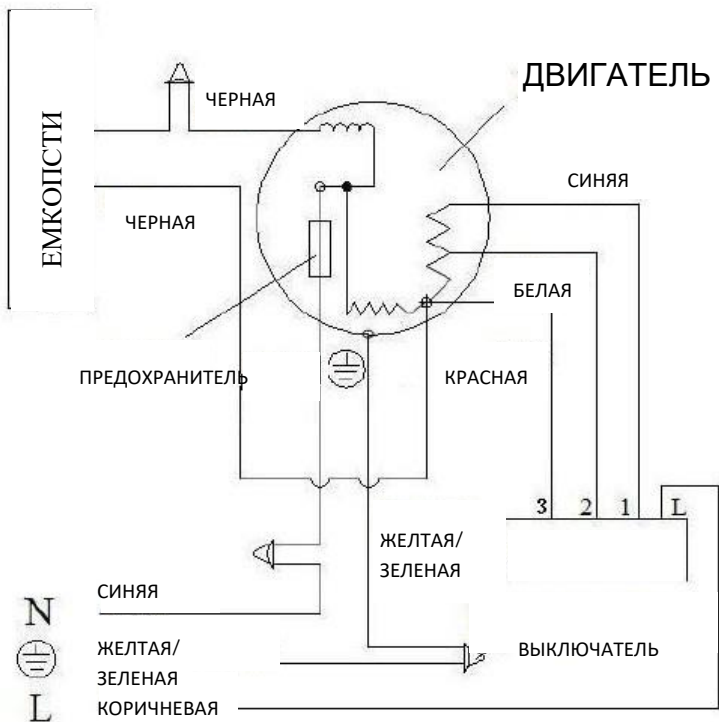 ДВИГАТЕЛЬ
ЧЕРНАЯ
ЕМКОПСТИ
СИНЯЯ
ЧЕРНАЯ
БЕЛАЯ
ПРЕДОХРАНИТЕЛЬ
КРАСНАЯ
3 2 1 L
ЖЕЛТАЯ/
ЗЕЛЕНАЯ
N
СИНЯЯ
ЖЕЛТАЯ/
ЗЕЛЕНАЯ
ВЫКЛЮЧАТЕЛЬ
L
КОРИЧНЕВАЯ